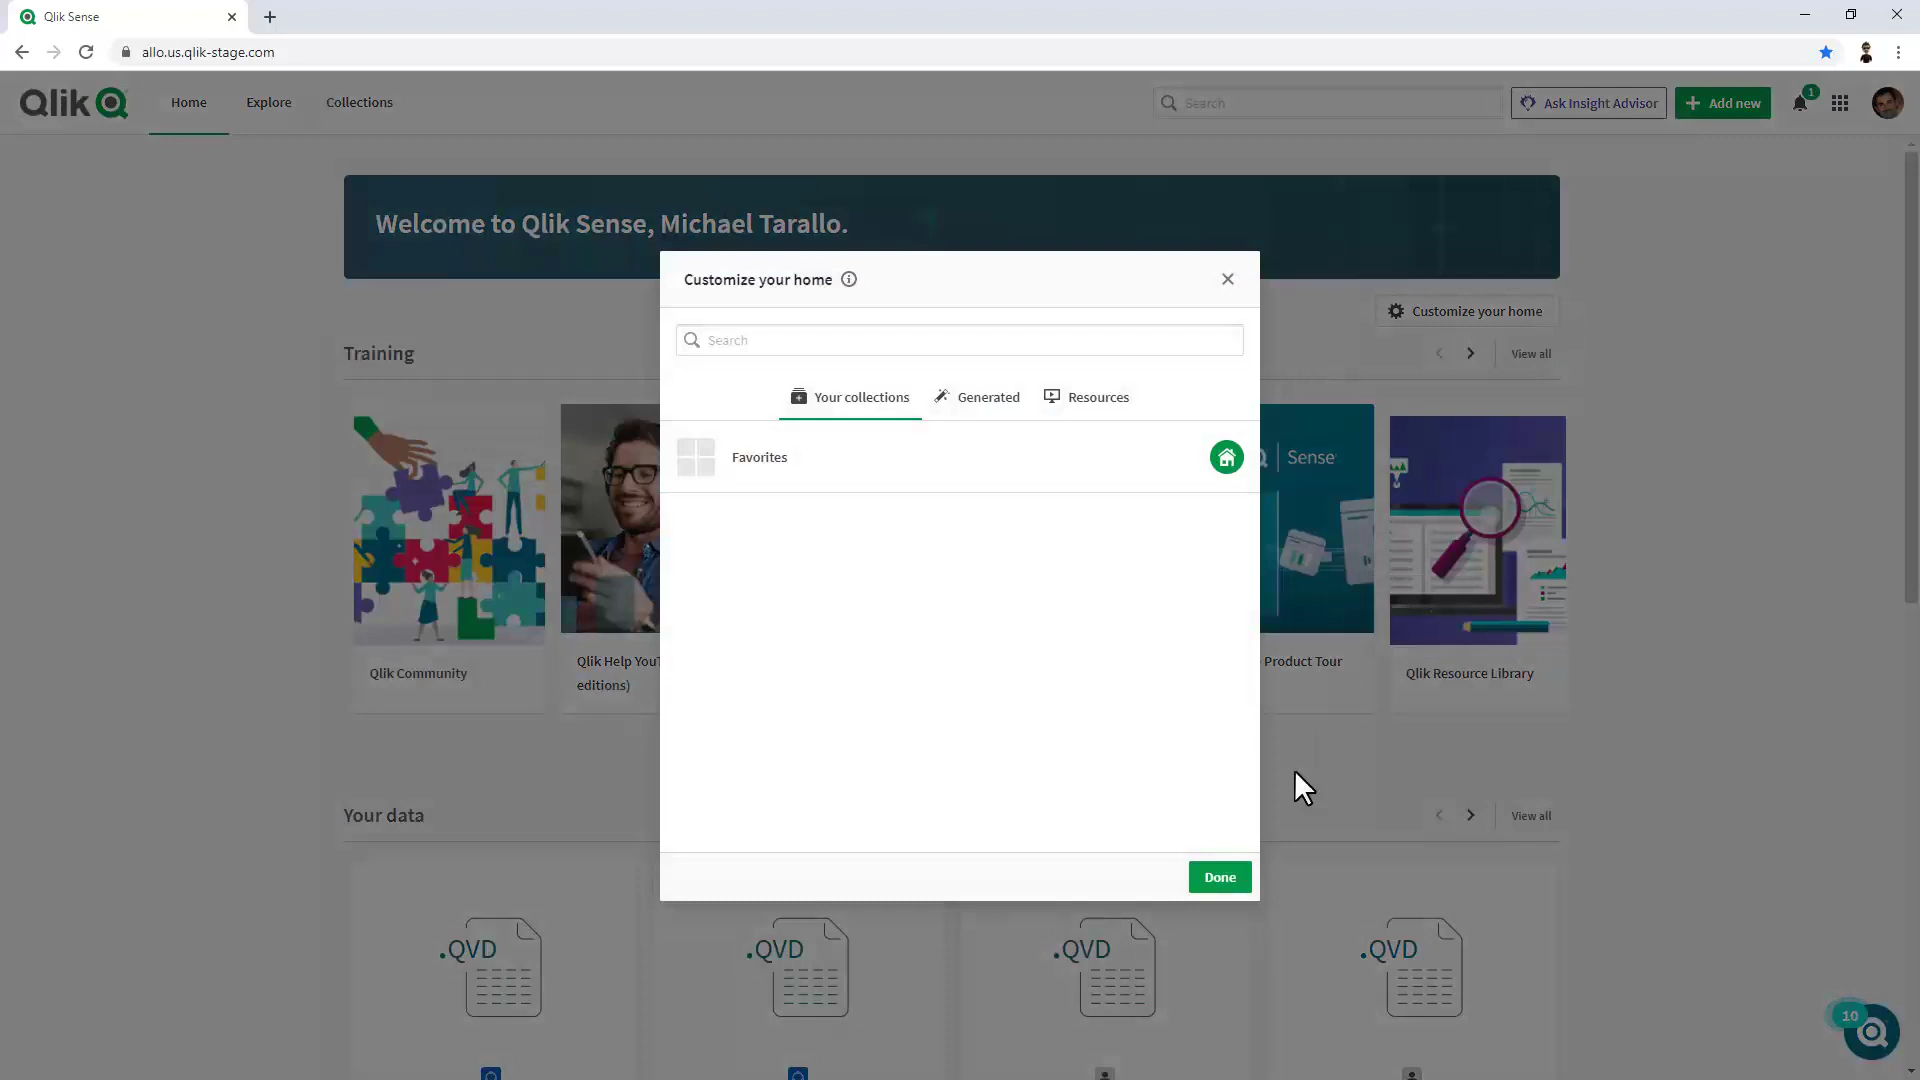 Qlik Sense
allo.us.qlik-stage.com
Qlik
Home
Explore
Collections
Search
Ask Insight Advisor
Add new
1
Welcome to Qlik Sense, Michael Tarallo.
Customize your home
Customize your home
Search
Training
View all
Your collections
Generated
Resources
Favorites
Sense
Qlik Community
Qlik Help YouT
editions)
Product Tour
Qlik Resource Library
Your data
View all
Done
.QVD
.QVD
.QVD
.QVD
10